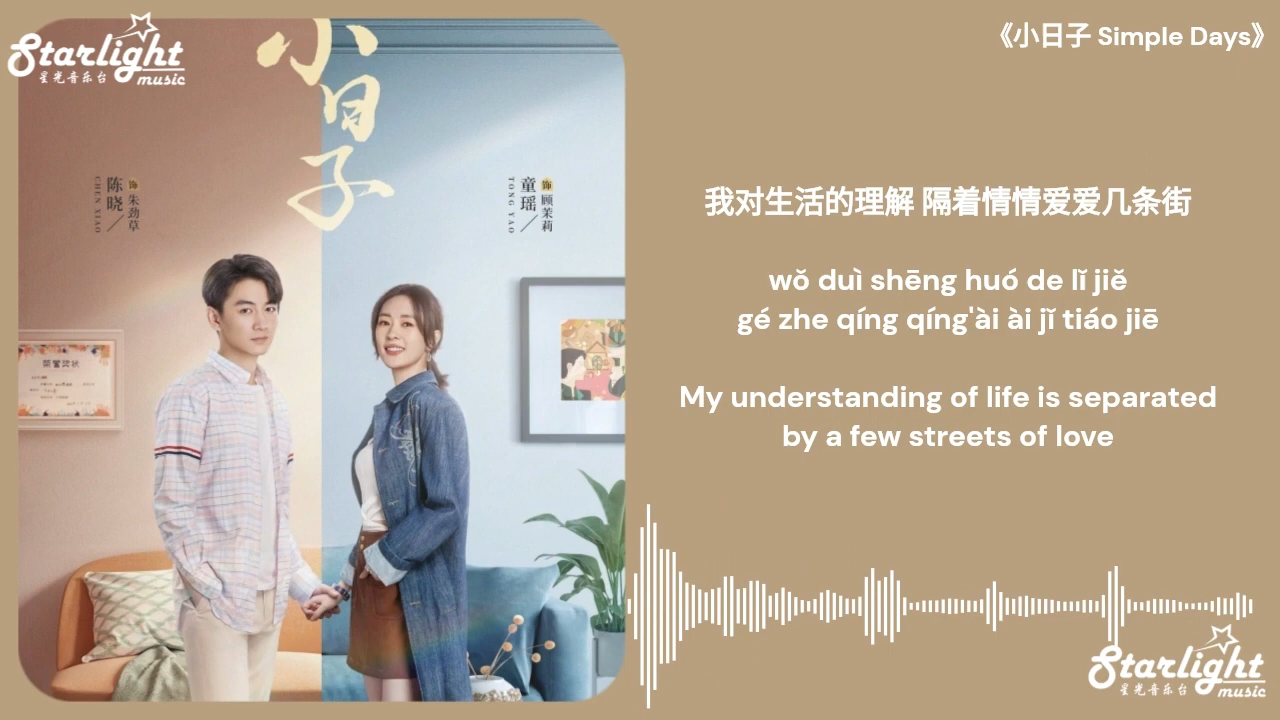 Starlight
星光音乐台 music
《小日子 Simple Days》
小日子
陈晓
CHEN XIAO
饰 朱劲草
童瑶
TONG YAO
饰 顾茉莉
荣誉奖状
我对生活的理解 隔着情情爱爱几条街
wǒ duì shēng huó de lǐ jiě
gé zhe qíng qíng'ài ài jǐ tiáo jiē
My understanding of life is separated
by a few streets of love
Starlight
星光音乐台 music